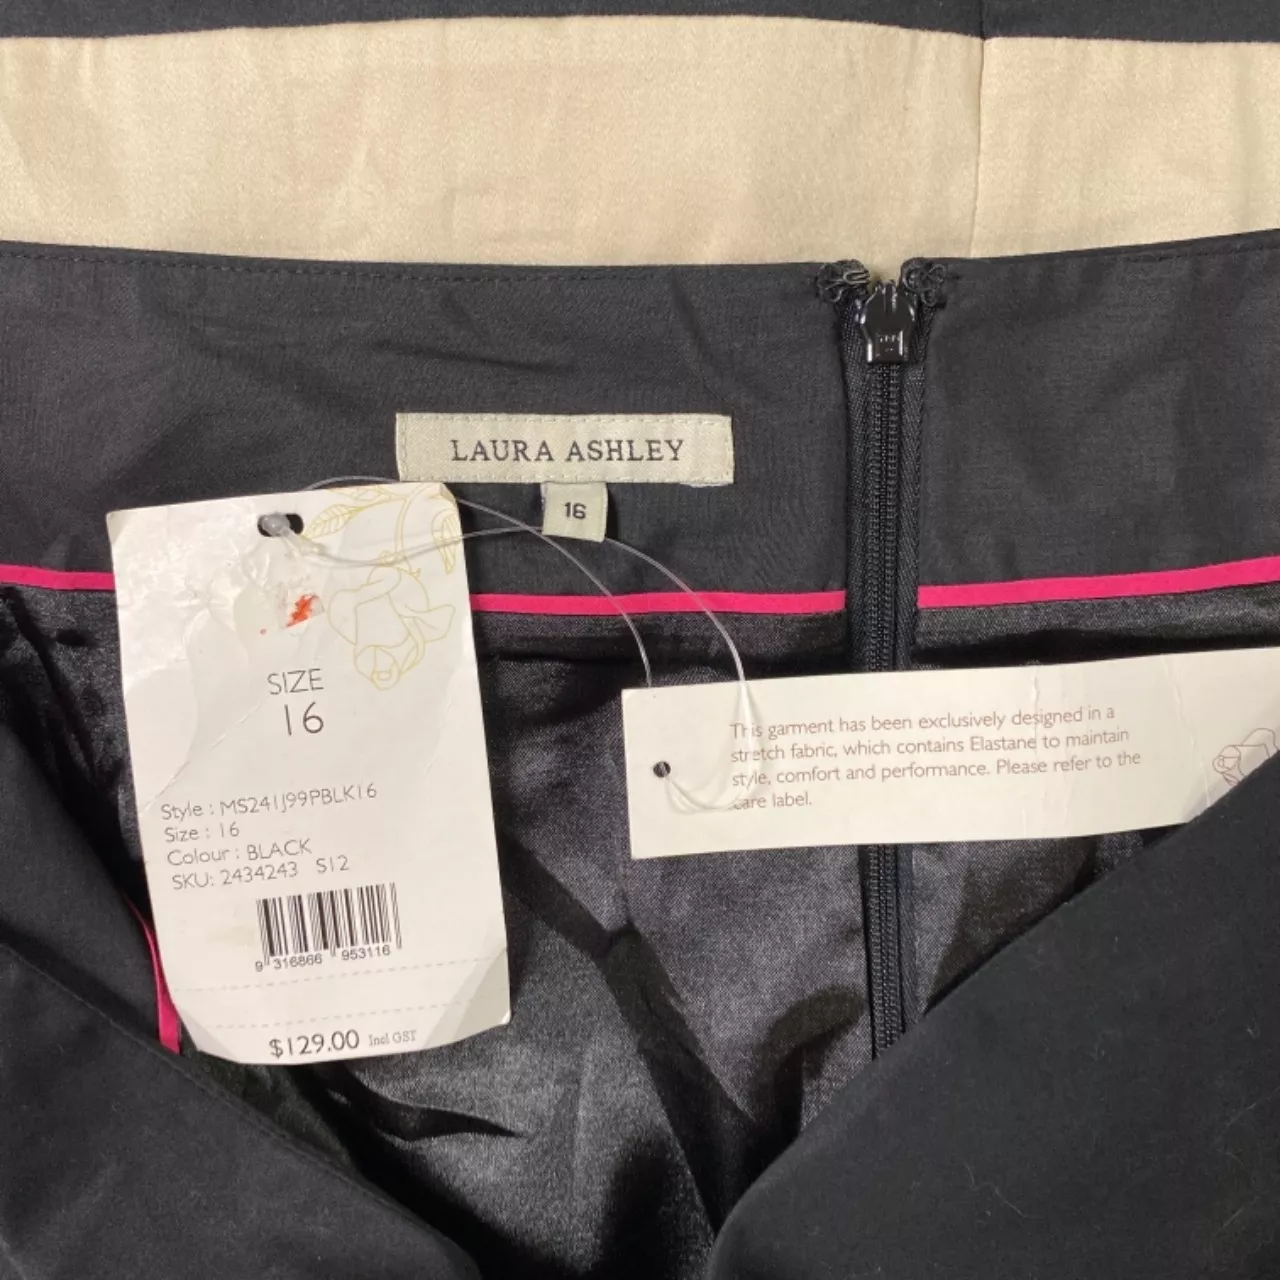 LAURA ASHLEY
16
SIZE
16
Style : MS241J99PBLK16
Size : 16
Colour : BLACK
SKU: 2434243 S12
9 316866 953116
$129.00 Incl GST
This garment has been exclusively designed in a
stretch fabric, which contains Elastane to maintain
style, comfort and performance. Please refer to the
care label.